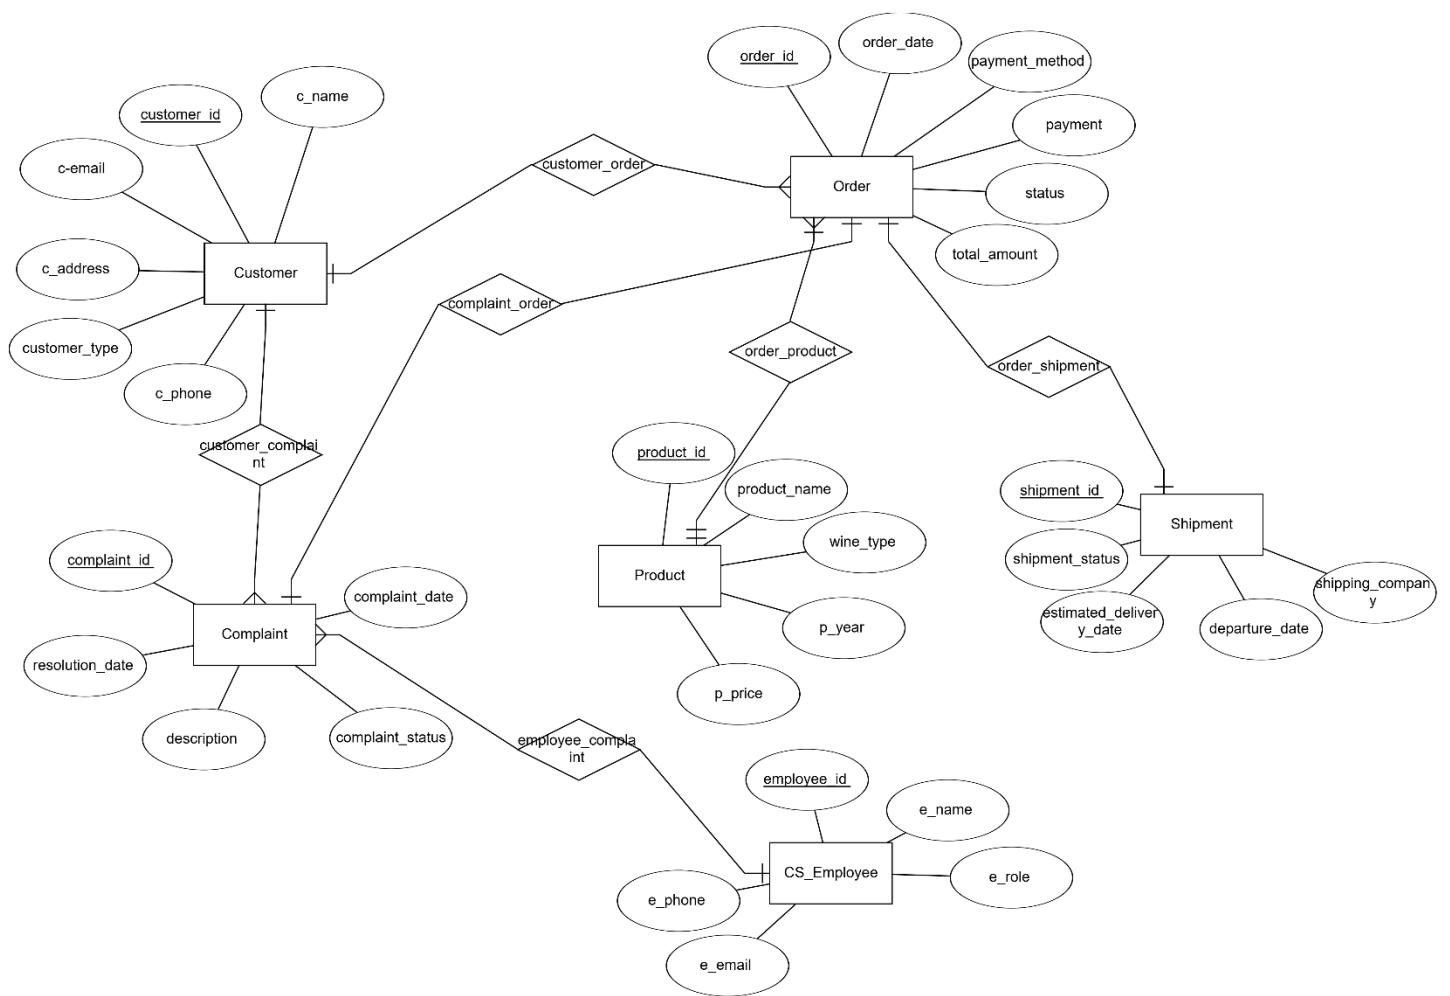 order_id
order_date
payment_method
payment
status
total_amount
Order
customer_order
c_name
customer_id
c-email
c_address
customer_type
c_phone
Customer
complaint_order
order_product
order_shipment
customer_complai
nt
product_id
product_name
wine_type
p_year
p_price
Product
shipment_id
shipment_status
estimated_deliver
y_date
departure_date
shipping_compan
y
Shipment
complaint_id
complaint_date
resolution_date
description
complaint_status
Complaint
employee_compla
int
employee_id
e_name
e_role
e_phone
e_email
CS_Employee